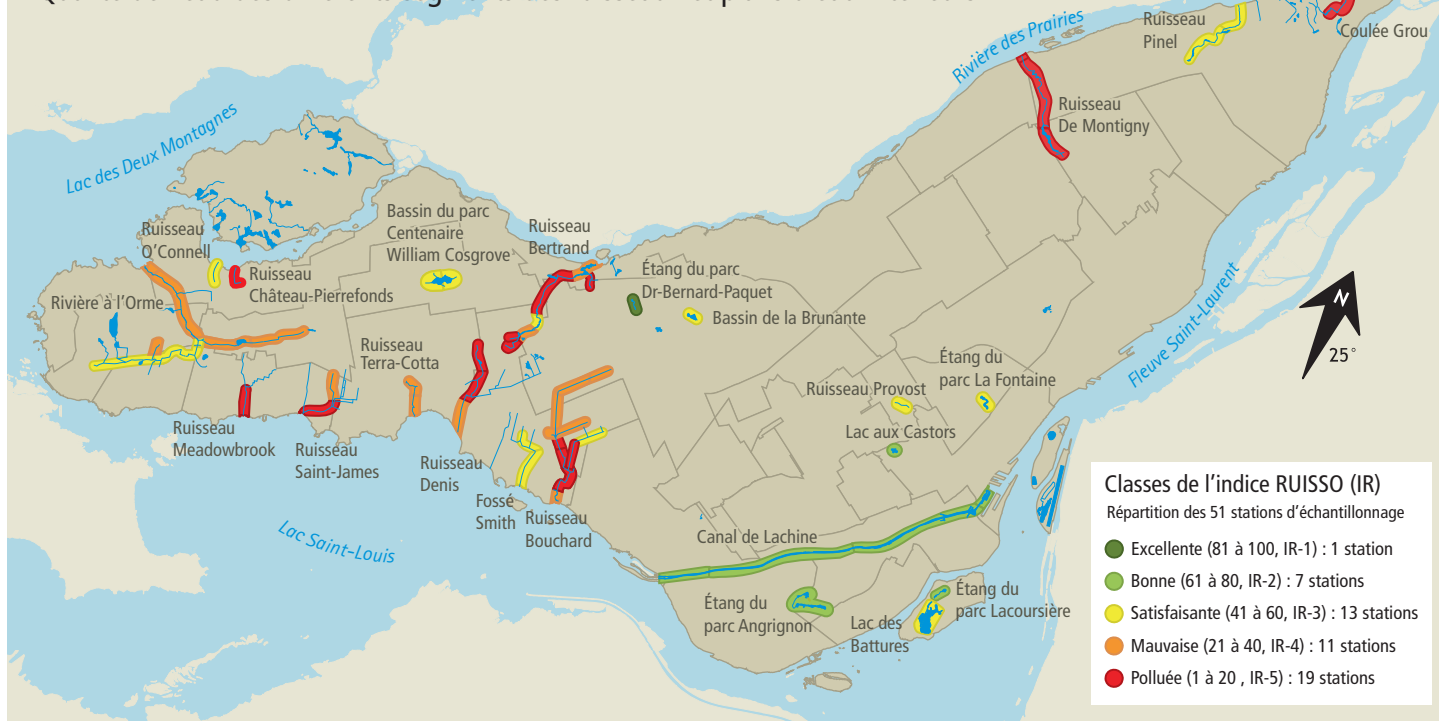 Rivière des Prairies
Ruisseau
Pinel
Coulée Grou
Ruisseau
De Montigny
Lac des Deux Montagnes
Ruisseau
O'Connell
Bassin du parc
Centenaire
William Cosgrove
Ruisseau
Bertrand
Ruisseau
Château-Pierrefonds
Étang du parc
Dr-Bernard-Paquet
Rivière à l'Orme
Bassin de la Brunante
Fleuve Saint-Laurent
N
25°
Ruisseau
Terra-Cotta
Étang du
parc La Fontaine
Ruisseau Provost
Lac aux Castors
Ruisseau
Meadowbrook
Ruisseau
Saint-James
Ruisseau
Denis
Fossé
Smith
Ruisseau
Bouchard
Lac Saint-Louis
Canal de Lachine
Étang du
parc Angrignon
Lac des
Battures
Étang du
parc Lacoursière
Classes de l'indice RUISSO (IR)
Répartition des 51 stations d'échantillonnage
Excellente (81 à 100, IR-1) : 1 station
Bonne (61 à 80, IR-2) : 7 stations
Satisfaisante (41 à 60, IR-3) : 13 stations
Mauvaise (21 à 40, IR-4) : 11 stations
Polluée (1 à 20 , IR-5) : 19 stations